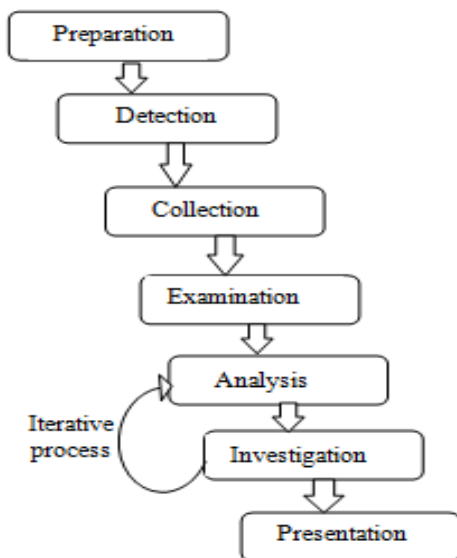 Preparation
Detection
Collection
Examination
Analysis
Iterative
process
Investigation
Presentation